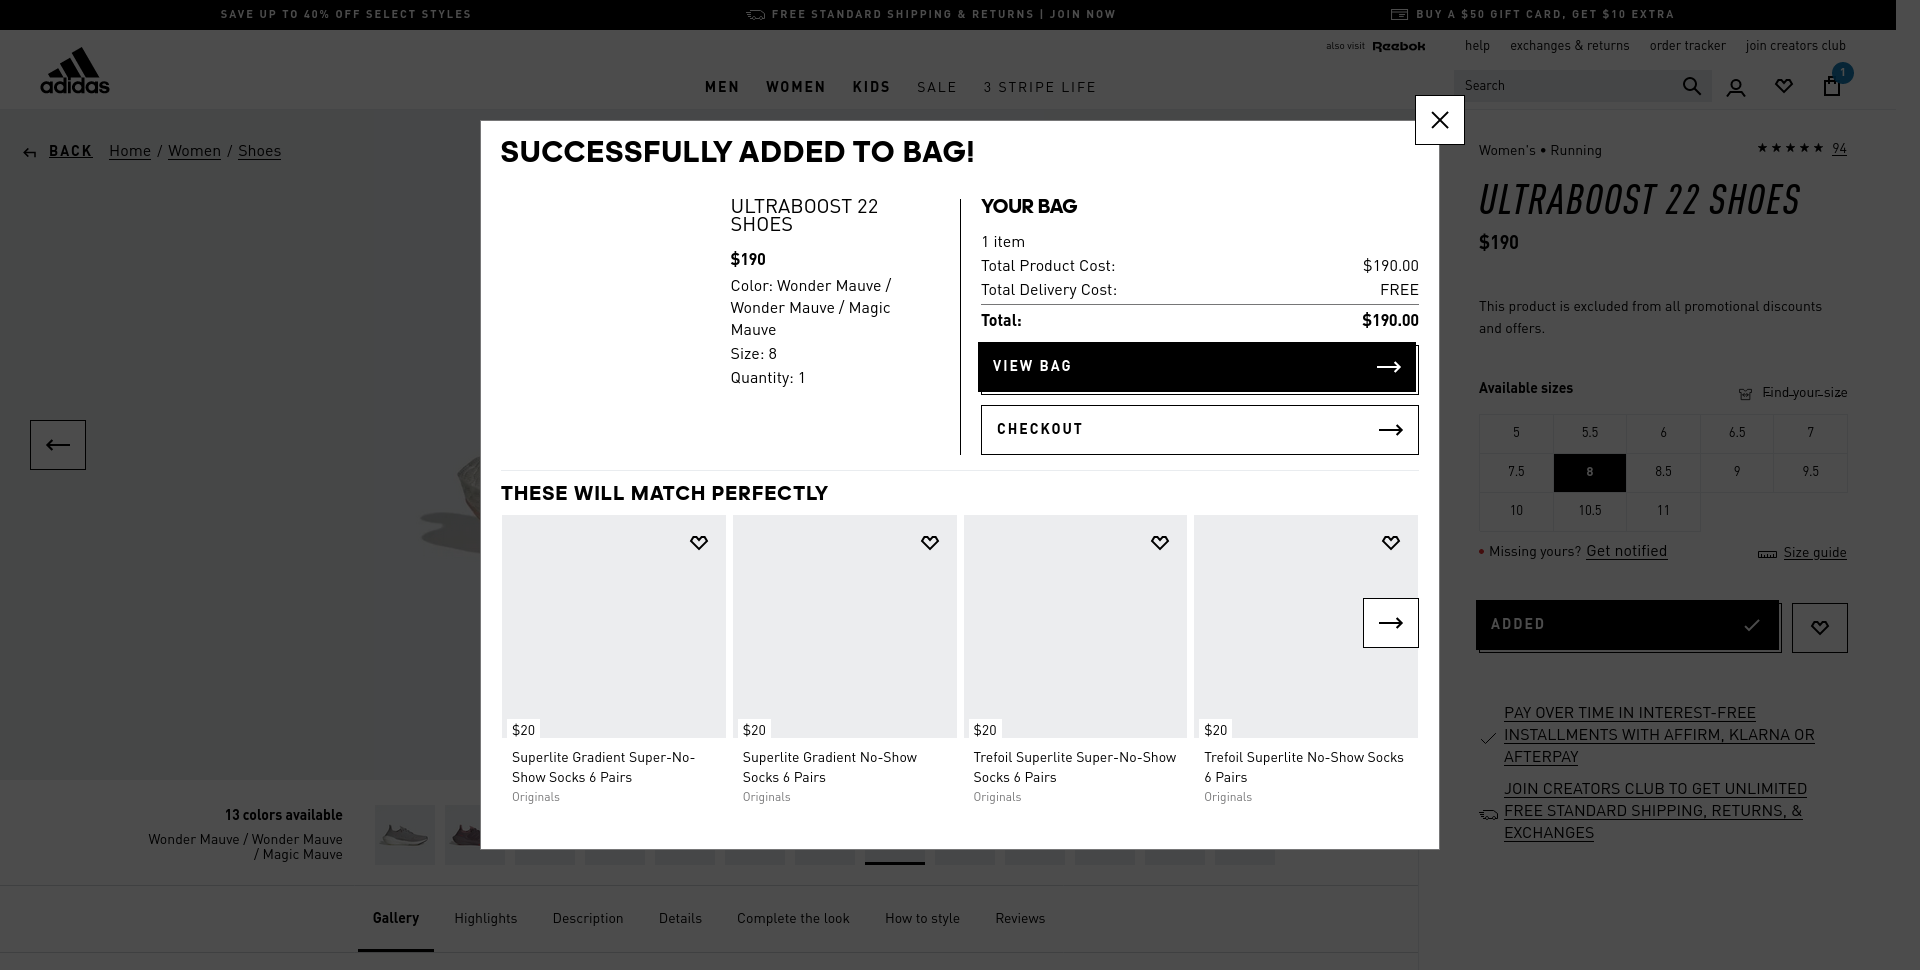 SAVE UP TO 40% OFF SELECT STYLES
FREE STANDARD SHIPPING & RETURNS | JOIN NOW
BUY A $50 GIFT CARD, GET $10 EXTRA
also visit Reebok
help
exchanges & returns
order tracker
join creators club
adidas
MEN
WOMEN
KIDS
SALE
3 STRIPE LIFE
Search
1
BACK
Home / Women / Shoes
SUCCESSFULLY ADDED TO BAG!
ULTRABOOST 22
SHOES
$190
Color: Wonder Mauve /
Wonder Mauve / Magic
Mauve
Size: 8
Quantity: 1
YOUR BAG
1 item
Total Product Cost: $190.00
Total Delivery Cost: FREE
Total: $190.00
VIEW BAG
CHECKOUT
THESE WILL MATCH PERFECTLY
$20
Superlite Gradient Super-No-
Show Socks 6 Pairs
Originals
$20
Superlite Gradient No-Show
Socks 6 Pairs
Originals
$20
Trefoil Superlite Super-No-Show
Socks 6 Pairs
Originals
$20
Trefoil Superlite No-Show Socks
6 Pairs
Originals
Women's • Running
94
ULTRABOOST 22 SHOES
$190
This product is excluded from all promotional discounts
and offers.
Available sizes
Find your size
5 5.5 6 6.5 7
7.5 8 8.5 9 9.5
10 10.5 11
Missing yours? Get notified
Size guide
ADDED
PAY OVER TIME IN INTEREST-FREE
INSTALLMENTS WITH AFFIRM, KLARNA OR
AFTERPAY
JOIN CREATORS CLUB TO GET UNLIMITED
FREE STANDARD SHIPPING, RETURNS, &
EXCHANGES
13 colors available
Wonder Mauve / Wonder Mauve
/ Magic Mauve
Gallery
Highlights
Description
Details
Complete the look
How to style
Reviews